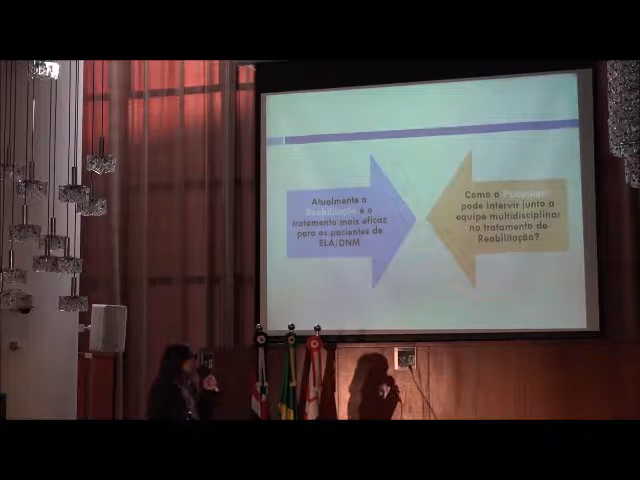 Atualmente a
Reabilitação é o
tratamento mais eficaz
para os pacientes de
ELA/DNM
Como a Psicologia
pode intervir junto a
equipe multidisciplinar
no tratamento de
Reabilitação?